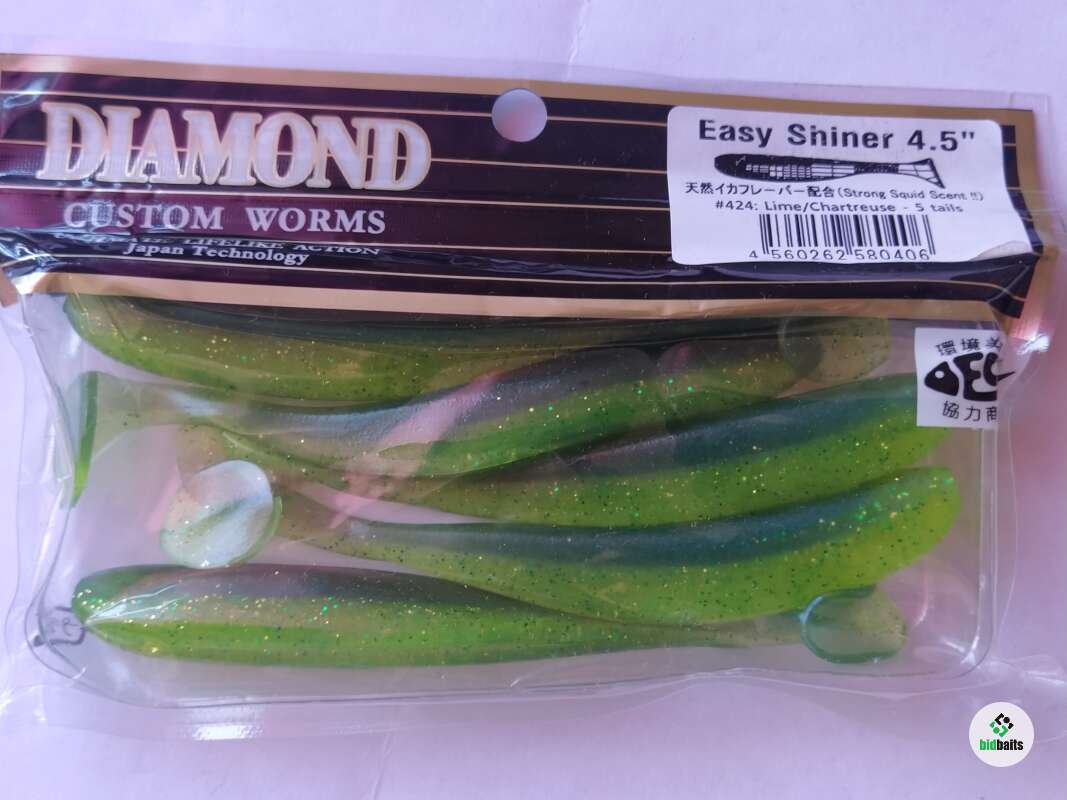 DIAMOND
CUSTOM WORMS
LIFELIKE ACTION
Japan Technology
Easy Shiner 4.5"
天然イカフレーバー配合(Strong Squid Scent !!)
#424: Lime/Chartreuse - 5 tails
4 560262 580406
環境
協力商
bidbaits